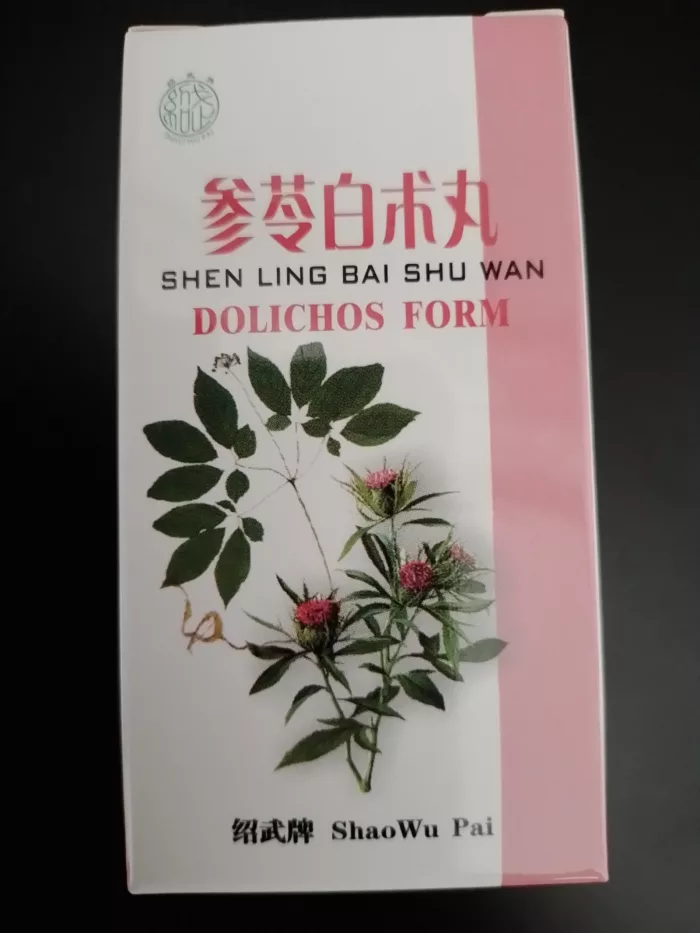 参苓白术丸
SHEN LING BAI SHU WAN
DOLICHOS FORM
绍武牌 ShaoWu Pai